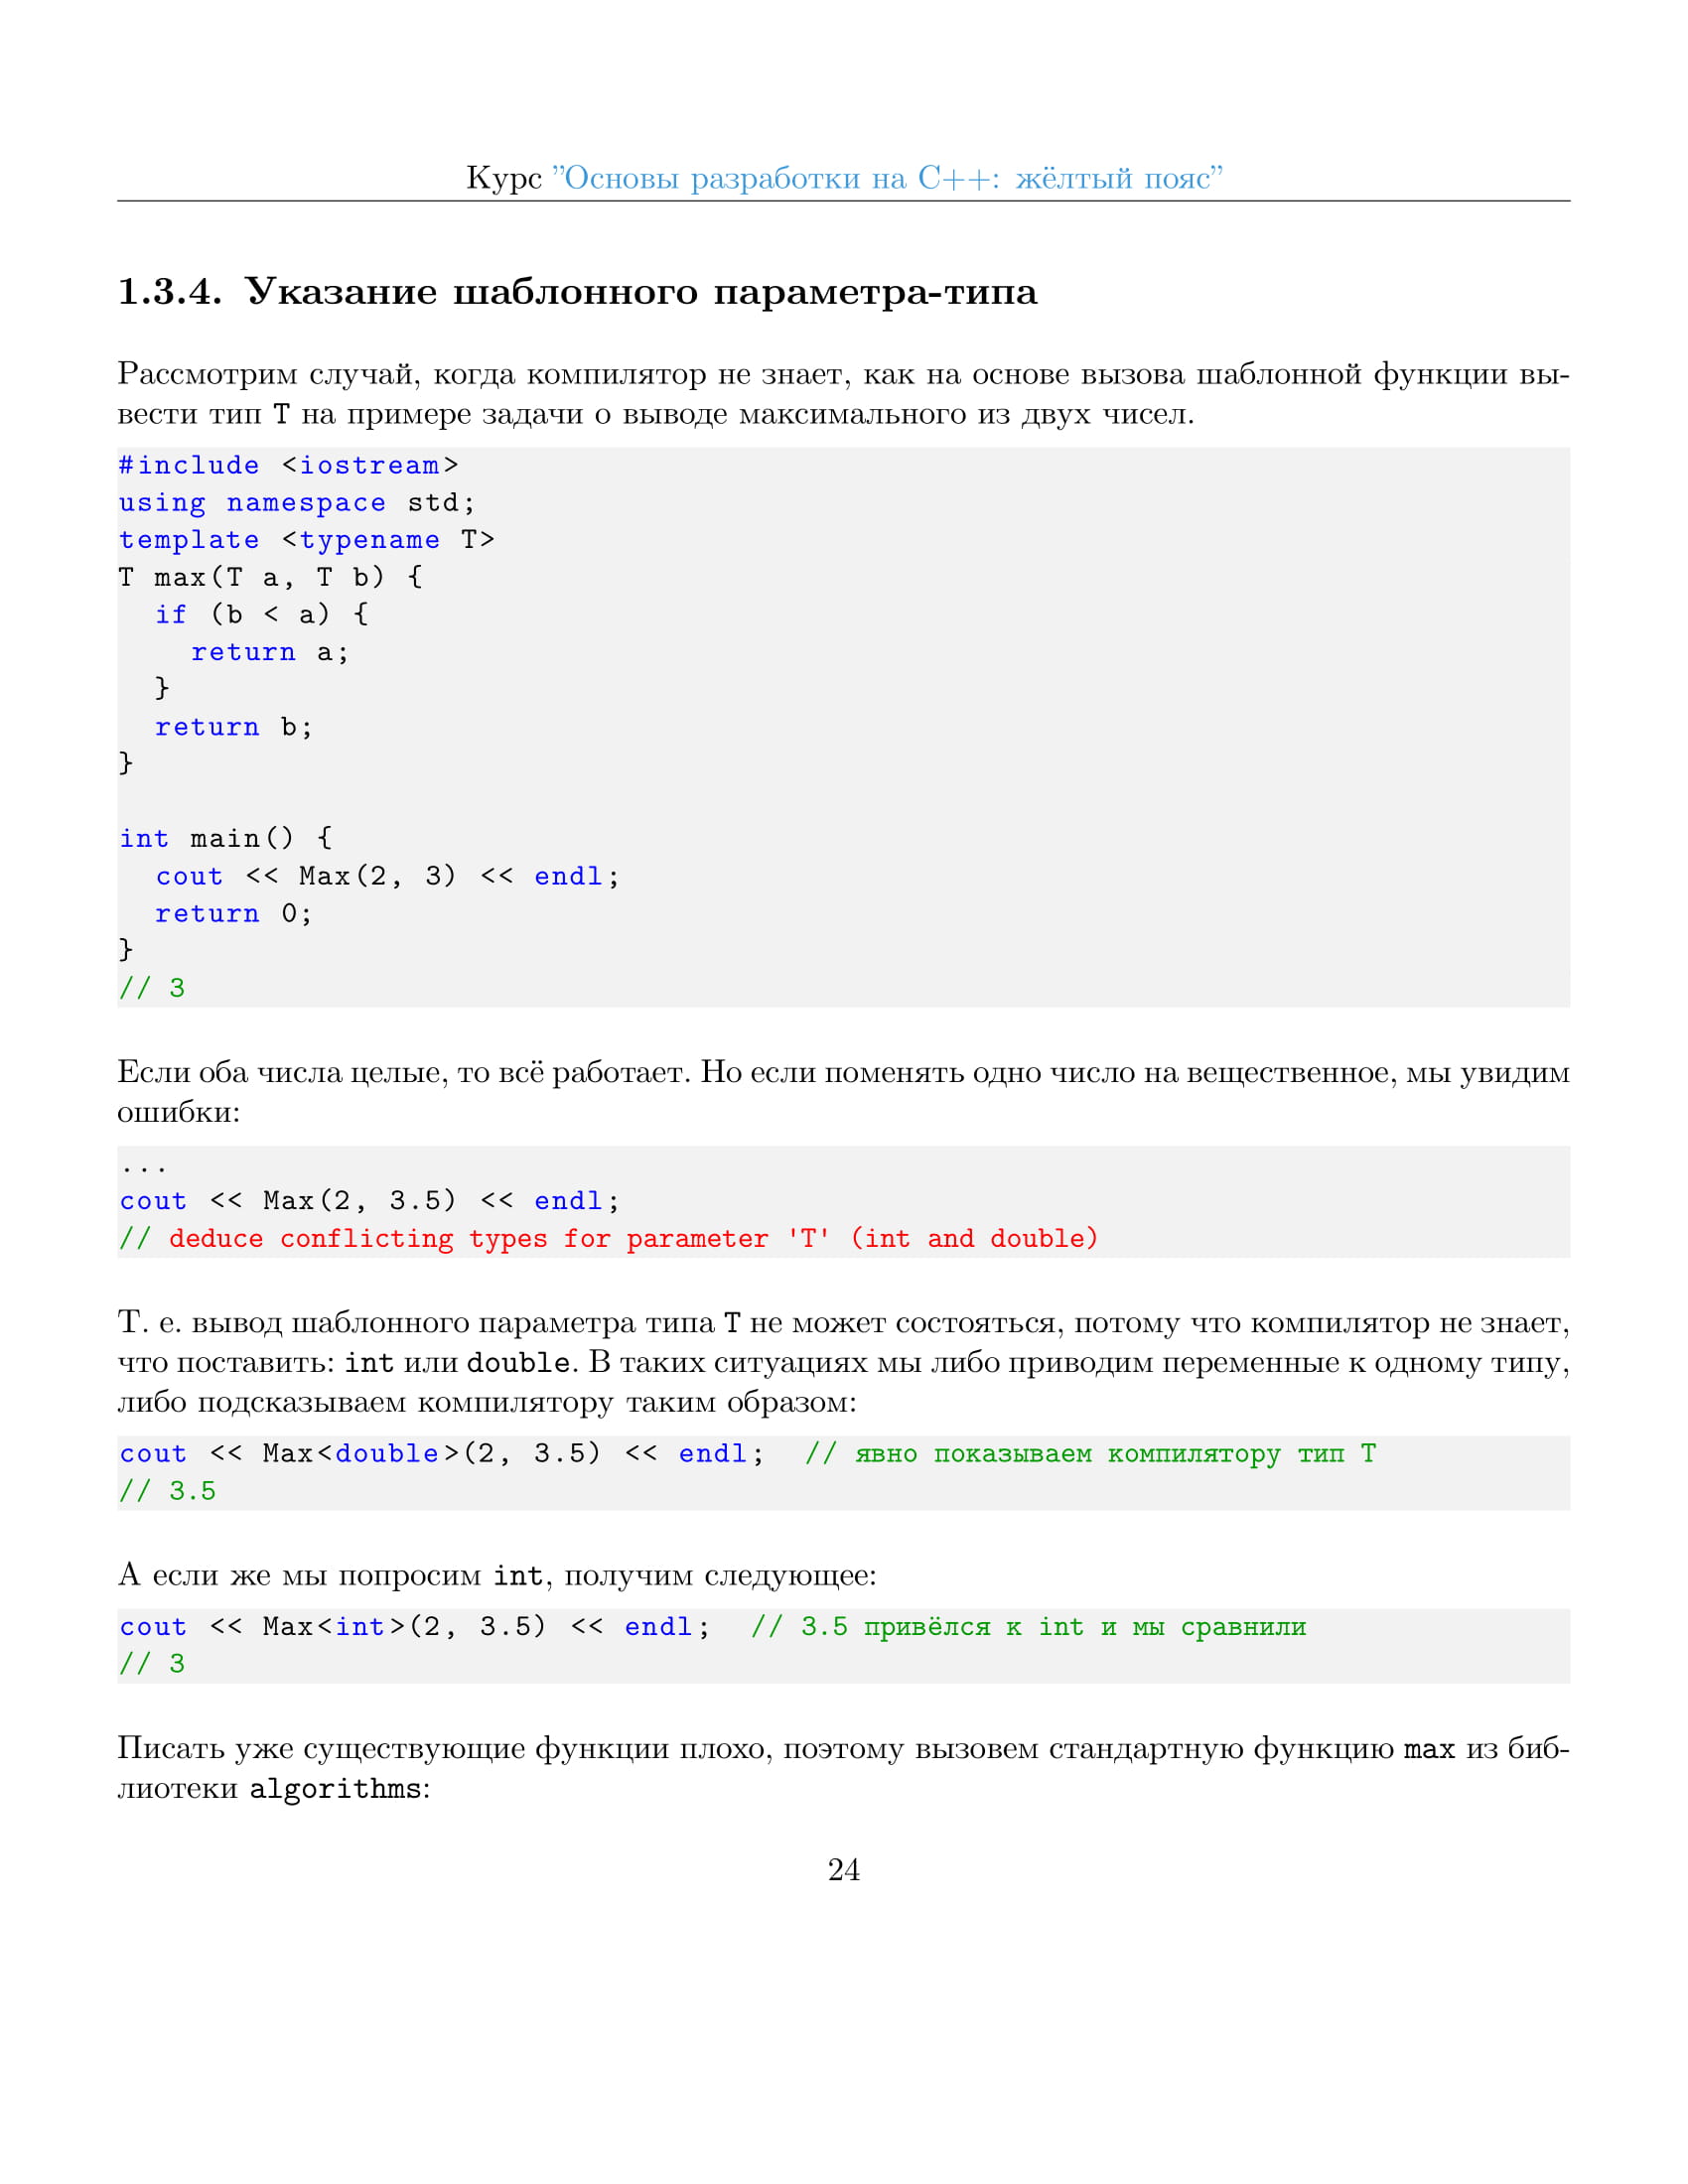 Курс ”Основы разработки на C++: жёлтый пояс”
1.3.4. Указание шаблонного параметра-типа
Рассмотрим случай, когда компилятор не знает, как на основе вызова шаблонной функции вы-
вести тип T на примере задачи о выводе максимального из двух чисел.
#include <iostream>
using namespace std;
template <typename T>
T max(T a, T b) {
  if (b < a) {
    return a;
  }
  return b;
}
int main() {
  cout << Max(2, 3) << endl;
  return 0;
}
// 3
Если оба числа целые, то всё работает. Но если поменять одно число на вещественное, мы увидим
ошибки:
...
cout << Max(2, 3.5) << endl;
// deduce conflicting types for parameter 'T' (int and double)
Т. е. вывод шаблонного параметра типа T не может состояться, потому что компилятор не знает,
что поставить: int или double. В таких ситуациях мы либо приводим переменные к одному типу,
либо подсказываем компилятору таким образом:
cout << Max<double>(2, 3.5) << endl;  // явно показываем компилятору тип T
// 3.5
А если же мы попросим int, получим следующее:
cout << Max<int>(2, 3.5) << endl;  // 3.5 привёлся к int и мы сравнили
// 3
Писать уже существующие функции плохо, поэтому вызовем стандартную функцию max из биб-
лиотеки algorithms:
24